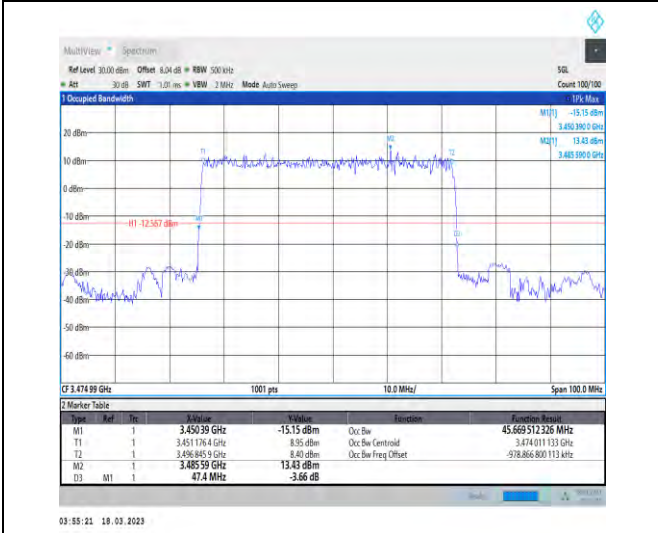 MultiView Spectrum
Ref Level 30.00 dBm Offset 8.04 dB RBW 500 kHz SGL
Att 30 dB SWT 1.01 ms VBW 2 MHz Mode Auto Sweep Count 100/100
1 Occupied Bandwidth 1Pk Max
M1[1] -15.15 dBm
3.450 390 0 GHz
M2[1] 13.43 dBm
3.485 590 0 GHz
20 dBm
M2
T1 T2
10 dBm
0 dBm
-10 dBm
M1
H1 -12.567 dBm
D3
-20 dBm
-30 dBm
-40 dBm
-50 dBm
-60 dBm
CF 3.474 99 GHz 1001 pts 10.0 MHz/ Span 100.0 MHz
2 Marker Table
Type Ref Trc X-Value Y-Value Function Function Result
M1 1 3.450 39 GHz -15.15 dBm Occ Bw 45.669 512 326 MHz
T1 1 3.451 176 4 GHz 8.95 dBm Occ Bw Centroid 3.474 011 133 GHz
T2 1 3.496 845 9 GHz 8.40 dBm Occ Bw Freq Offset -978.866 800 113 kHz
M2 1 3.485 59 GHz 13.43 dBm
D3 M1 1 47.4 MHz -3.66 dB
03:55:21 18.03.2023